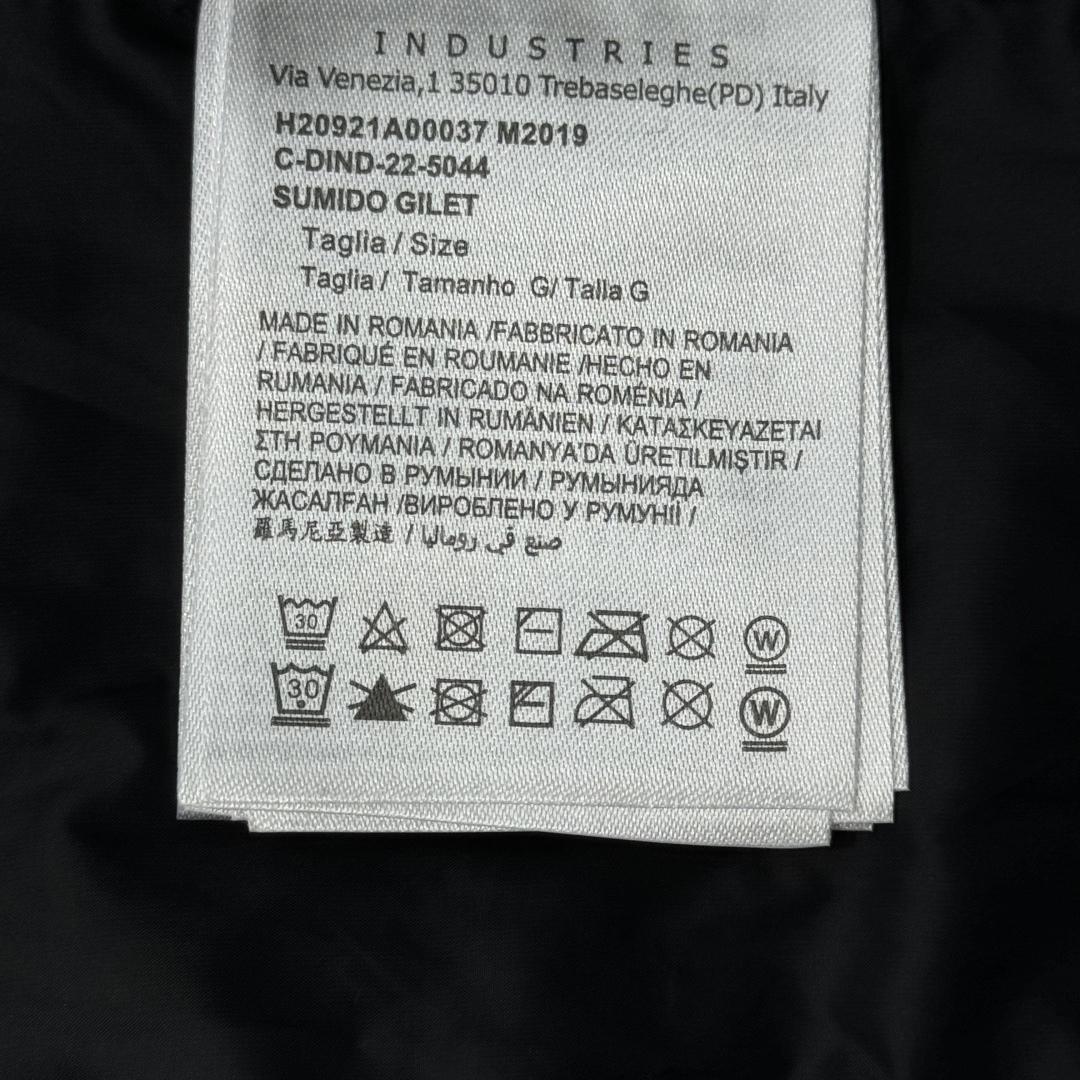 INDUSTRIES
Via Venezia,1 35010 Trebaseleghe(PD) Italy
H20921A00037 M2019
C-DIND-22-5044
SUMIDO GILET
Taglia / Size
Taglia / Tamanho G/ Talla G
MADE IN ROMANIA /FABBRICATO IN ROMANIA
/ FABRIQUÉ EN ROUMANIE /HECHO EN
RUMANIA / FABRICADO NA ROMÉNIA /
HERGESTELLT IN RUMÄNIEN / ΚΑΤΑΣΚΕΥΑΖΕΤΑΙ
ΣΤΗ ΡΟΥΜΑΝΙΑ / ROMANYA'DA ÜRETILMIŞTIR /
СДЕЛАНО В РУМЫНИИ / РУМЫНИЯДА
ЖАСАЛҒАН /ВИРОБЛЕНО У РУМУНІЇ /
羅馬尼亞製造 / صنع في رومانيا
30 W
30 W